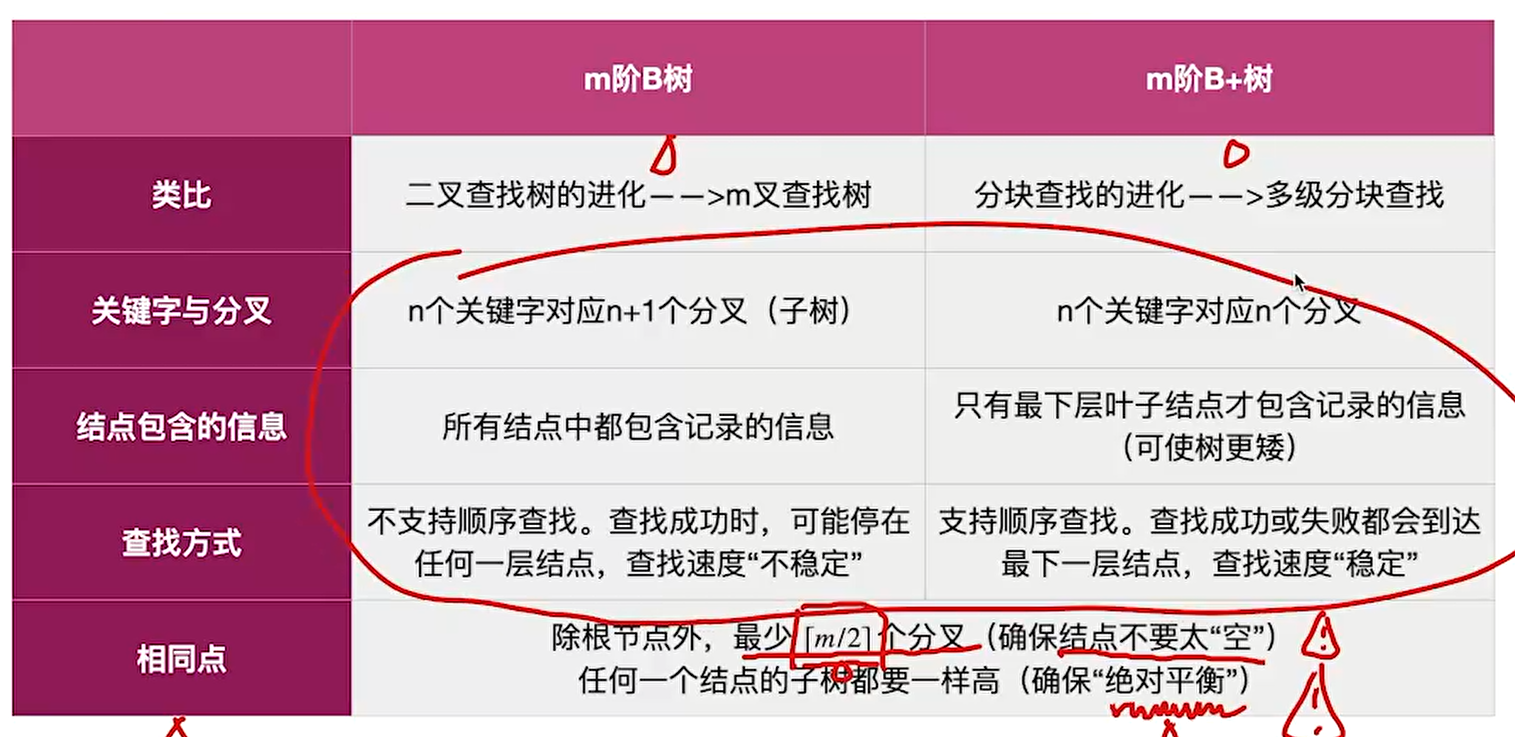 m阶B树
m阶B+树
类比
二叉查找树的进化——>m叉查找树
分块查找的进化——>多级分块查找
关键字与分叉
n个关键字对应n+1个分叉（子树）
n个关键字对应n个分叉
结点包含的信息
所有结点中都包含记录的信息
只有最下层叶子结点才包含记录的信息
（可使树更矮）
查找方式
不支持顺序查找。查找成功时，可能停在
任何一层结点，查找速度“不稳定”
支持顺序查找。查找成功或失败都会到达
最下一层结点，查找速度“稳定”
相同点
除根节点外，最少⌈m/2⌉个分叉（确保结点不要太“空”）
任何一个结点的子树都要一样高（确保“绝对平衡”）